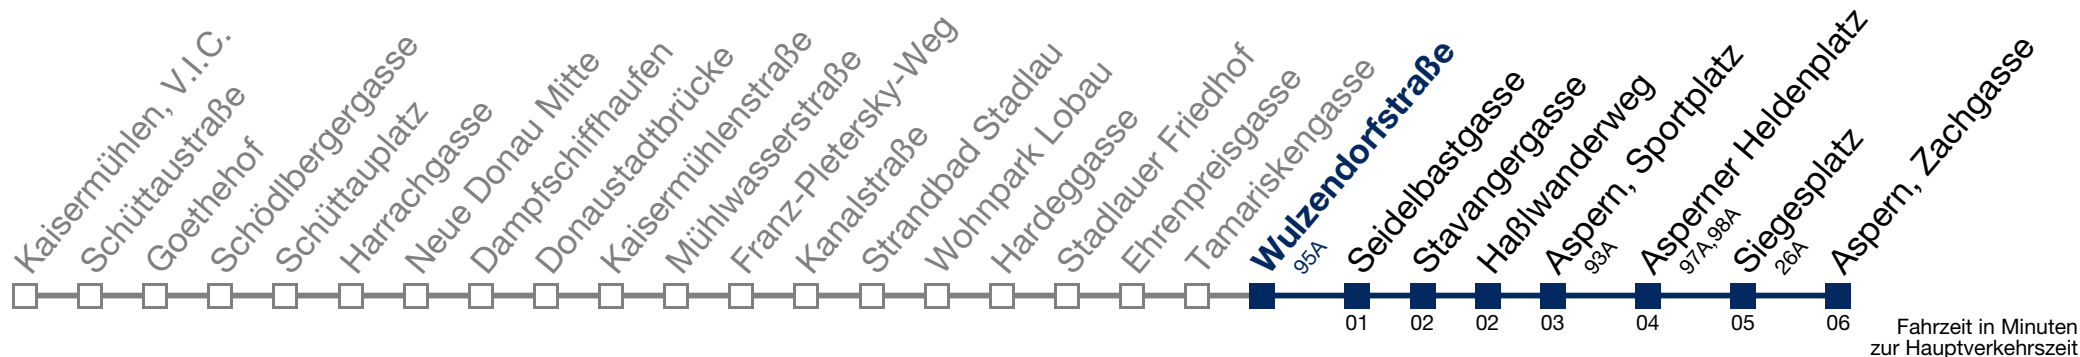 Kaisermühlen, V.I.C.
Schüttaustraße
Goethehof
Schödlbergergasse
Schüttauplatz
Harrachgasse
Neue Donau Mitte
Dampfschiffhaufen
Donaustadtbrücke
Kaisermühlenstraße
Mühlwasserstraße
Franz-Pletersky-Weg
Kanalstraße
Strandbad Stadlau
Wohnpark Lobau
Hardeggasse
Stadlauer Friedhof
Ehrenpreisgasse
Tamariskengasse
Wulzendorfstraße
95A
Seidelbastgasse
Stavangergasse
Haßlwanderweg
Aspern, Sportplatz
93A
Asperner Heldenplatz
97A,98A
Siegesplatz
26A
Aspern, Zachgasse
01 02 02 03 04 05 06
Fahrzeit in Minuten
zur Hauptverkehrszeit